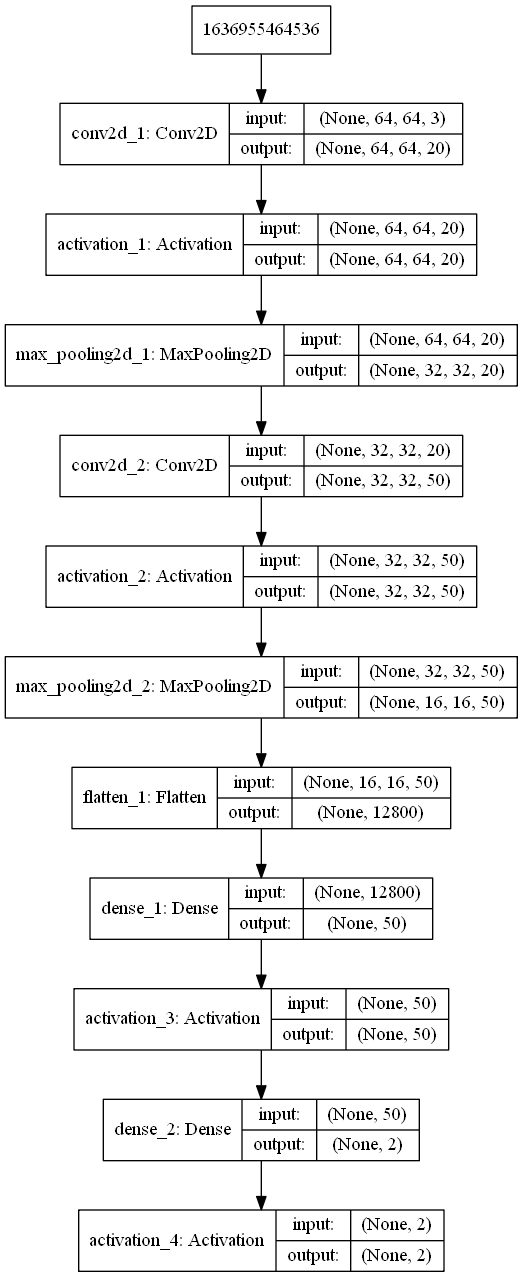 1636955464536
conv2d_1: Conv2D
input:
(None, 64, 64, 3)
output:
(None, 64, 64, 20)
activation_1: Activation
input:
(None, 64, 64, 20)
output:
(None, 64, 64, 20)
max_pooling2d_1: MaxPooling2D
input:
(None, 64, 64, 20)
output:
(None, 32, 32, 20)
conv2d_2: Conv2D
input:
(None, 32, 32, 20)
output:
(None, 32, 32, 50)
activation_2: Activation
input:
(None, 32, 32, 50)
output:
(None, 32, 32, 50)
max_pooling2d_2: MaxPooling2D
input:
(None, 32, 32, 50)
output:
(None, 16, 16, 50)
flatten_1: Flatten
input:
(None, 16, 16, 50)
output:
(None, 12800)
dense_1: Dense
input:
(None, 12800)
output:
(None, 50)
activation_3: Activation
input:
(None, 50)
output:
(None, 50)
dense_2: Dense
input:
(None, 50)
output:
(None, 2)
activation_4: Activation
input:
(None, 2)
output:
(None, 2)